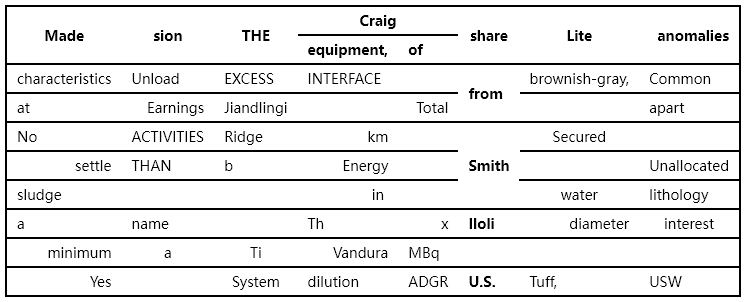 Made sion THE Craig share Lite anomalies
equipment, of
characteristics Unload EXCESS INTERFACE from brownish-gray, Common
at Earnings Jiandlingi Total apart
No ACTIVITIES Ridge km Smith Secured
settle THAN b Energy Unallocated
sludge in water lithology
a name Th x Iloli diameter interest
minimum a Ti Vandura MBq
Yes System dilution ADGR U.S. Tuff, USW